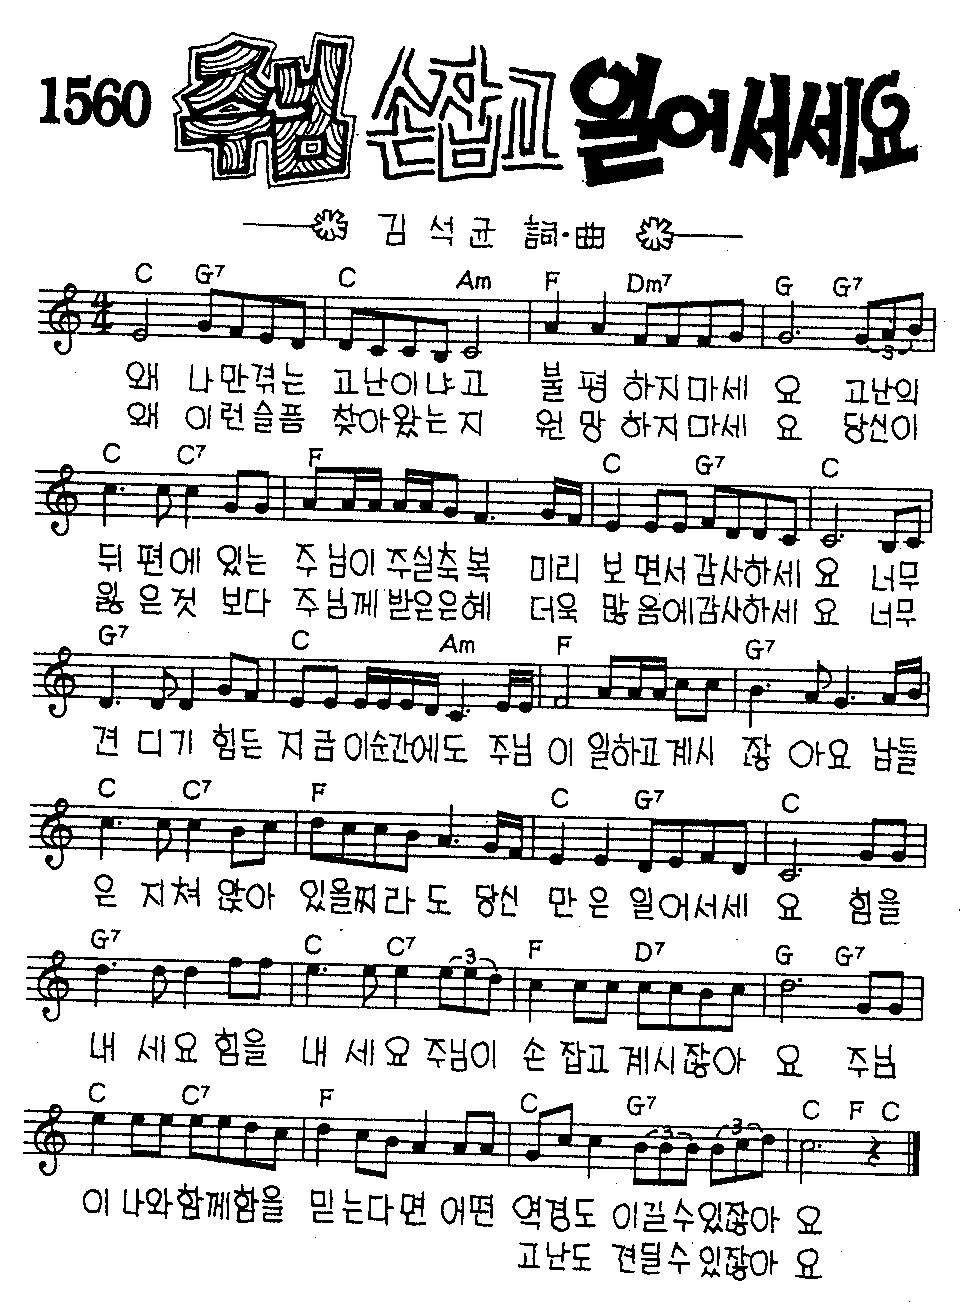 1560 주님 손잡고 일어서세요
김석균 詞·曲
C G7 C Am F Dm7 G G7
4/4
3
왜 나만겪는 고난이냐고 불평하지마세요 고난의
왜 이런슬픔 찾아왔는지 원망하지마세요 당신이
C C7 F C G7 C
뒤편에 있는 주님이 주실축복 미리 보면서감사하세요 너무
잃은것 보다 주님께 받은은혜 더욱 많음에감사하세요 너무
G7 C Am F G7
견디기 힘든 지금이순간에도 주님이 일하고계시잖아요 남들
C C7 F C G7 C
은 지쳐 앉아 있을찌라도 당신만은 일어서세요 힘을
G7 C C7 3 F D7 G G7
내세요 힘을 내세요 주님이 손잡고 계시잖아요 주님
C C7 F C G7 C F C
3 3
이 나와함께함을 믿는다면 어떤 역경도 이길수있잖아요
고난도 견딜수있잖아요